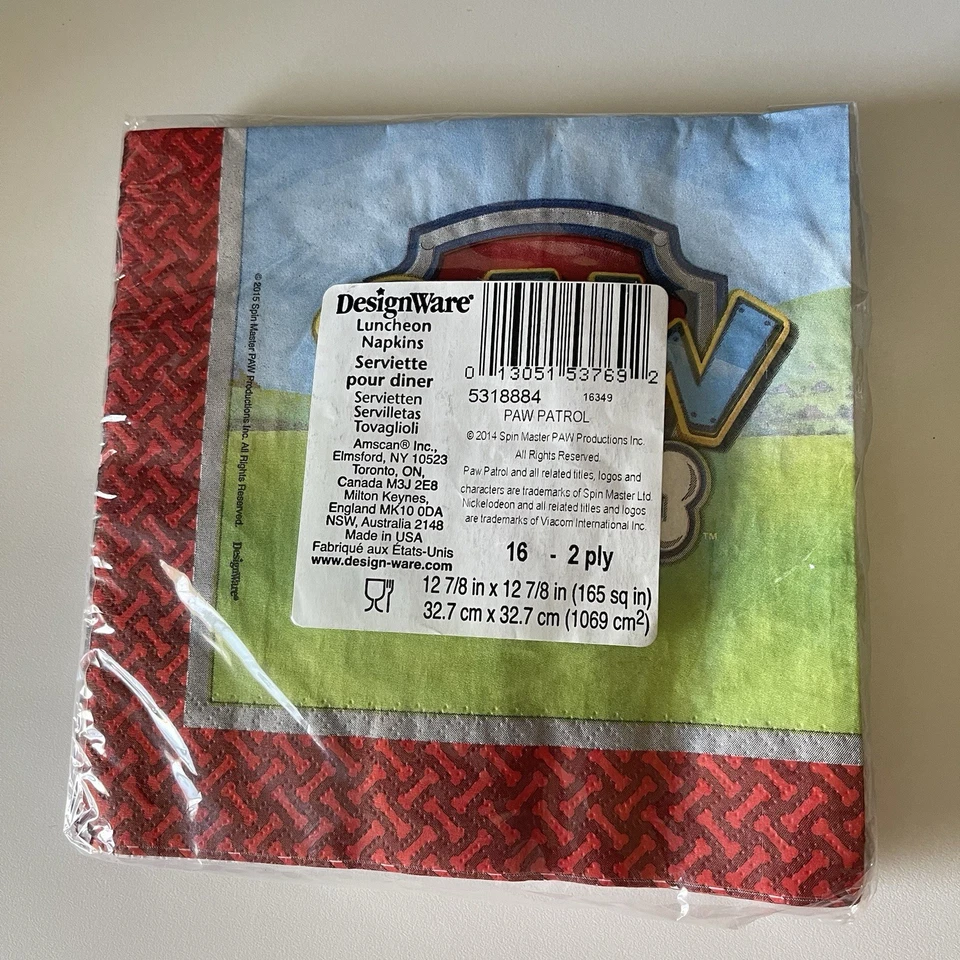 DesignWare®
Luncheon
Napkins
Serviette
pour diner
Servietten
Servilletas
Tovaglioli
Amscan® Inc.,
Elmsford, NY 10523
Toronto, ON,
Canada M3J 2E8
Milton Keynes,
England MK10 0DA
NSW, Australia 2148
Made in USA
Fabriqué aux États-Unis
www.design-ware.com
0 13051 53769 2
5318884 16349
PAW PATROL
© 2014 Spin Master PAW Productions Inc.
All Rights Reserved.
Paw Patrol and all related titles, logos and
characters are trademarks of Spin Master Ltd.
Nickelodeon and all related titles and logos
are trademarks of Viacom International Inc.
16 - 2 ply
12 7/8 in x 12 7/8 in (165 sq in)
32.7 cm x 32.7 cm (1069 cm²)
© 2015 Spin Master PAW Productions Inc. All Rights Reserved. DesignWare®
W
TM